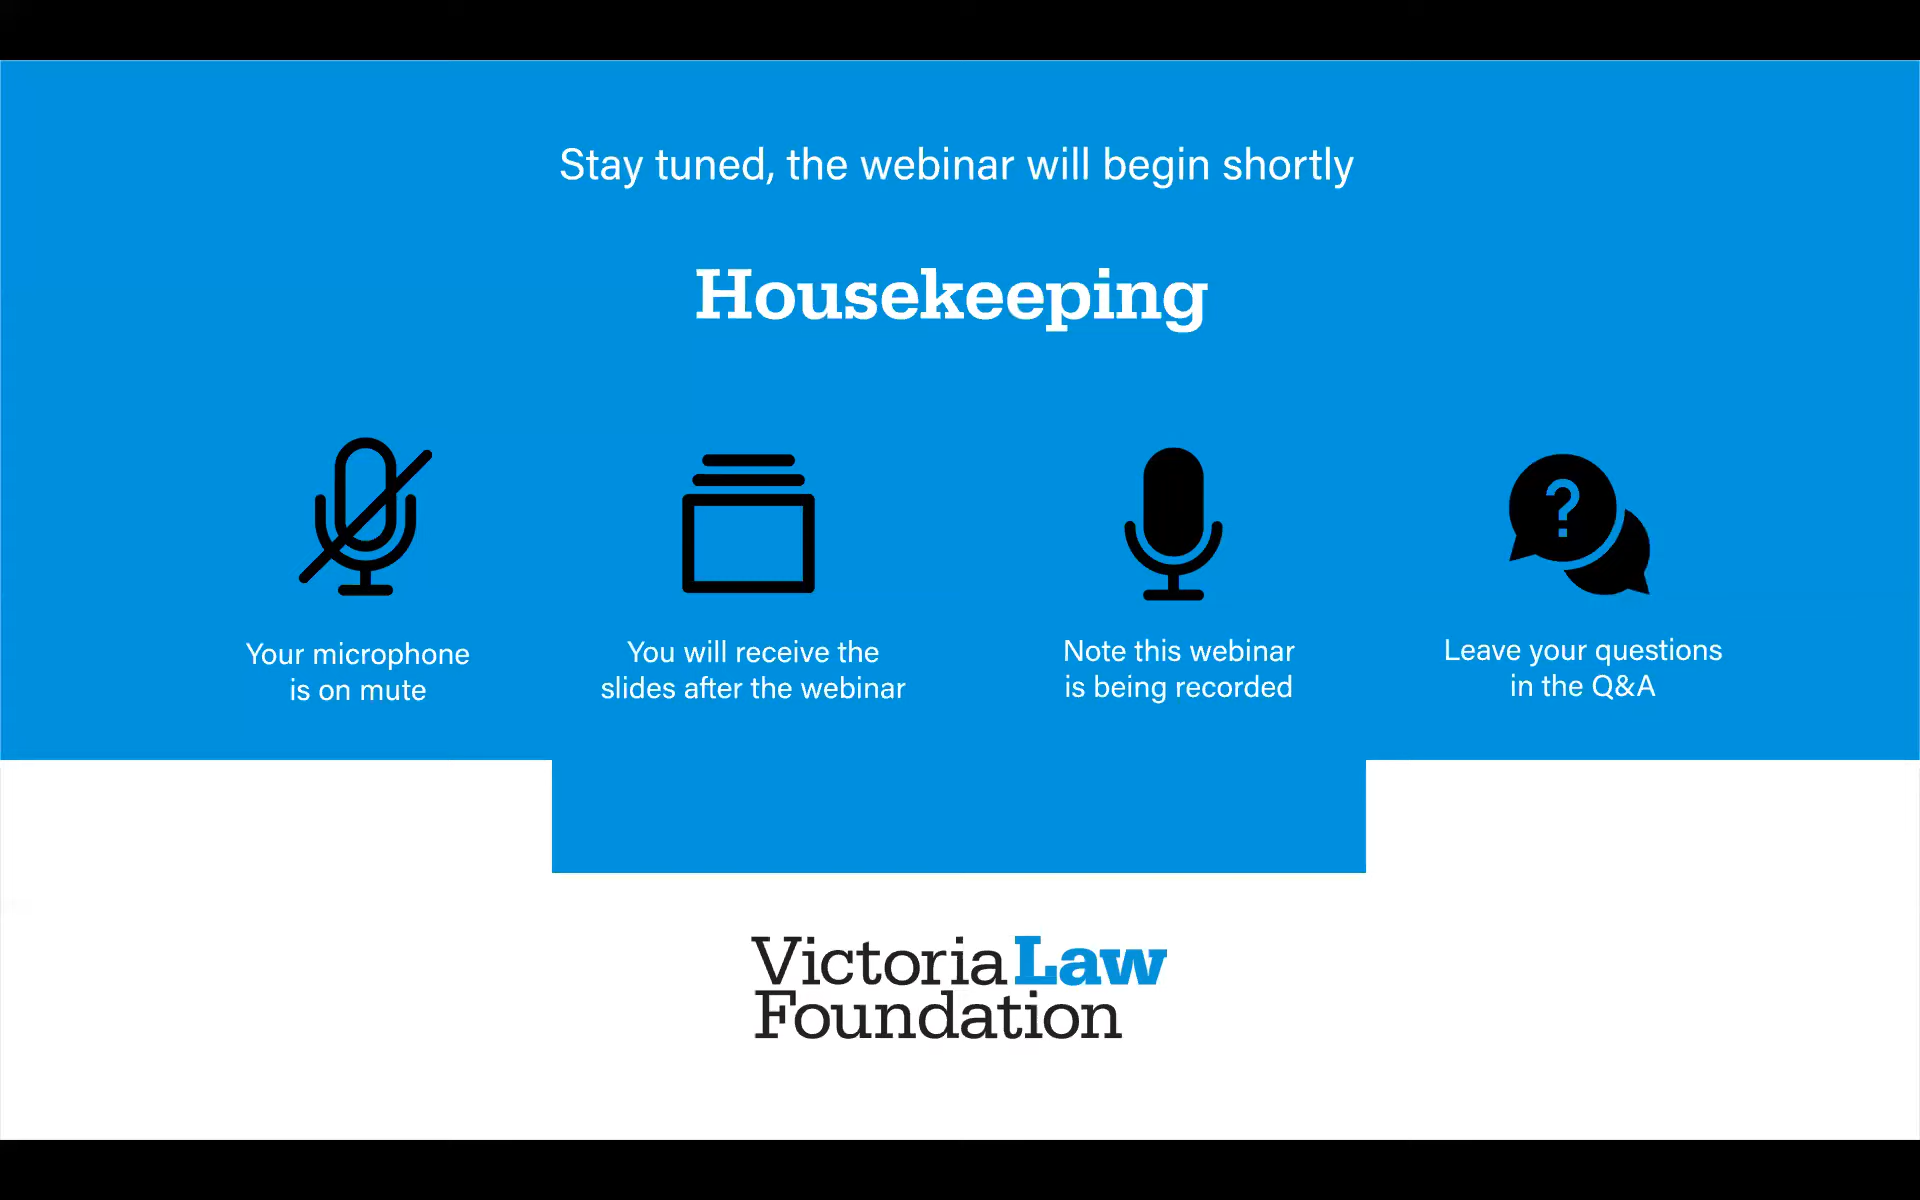 Stay tuned, the webinar will begin shortly
Housekeeping
Your microphone
is on mute
You will receive the
slides after the webinar
Note this webinar
is being recorded
?
Leave your questions
in the Q&A
Victoria Law
Foundation